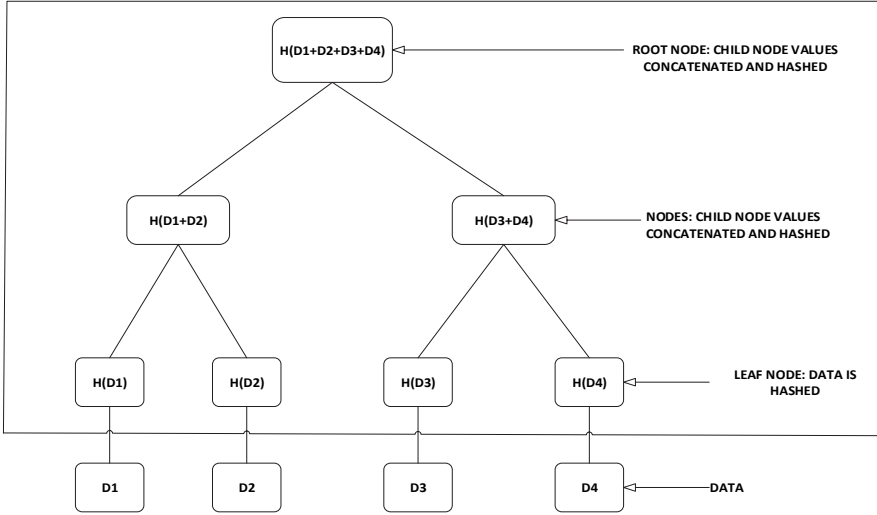 H(D1+D2+D3+D4)
ROOT NODE: CHILD NODE VALUES
CONCATENATED AND HASHED
H(D1+D2)
H(D3+D4)
NODES: CHILD NODE VALUES
CONCATENATED AND HASHED
H(D1)
H(D2)
H(D3)
H(D4)
LEAF NODE: DATA IS
HASHED
D1
D2
D3
D4
DATA